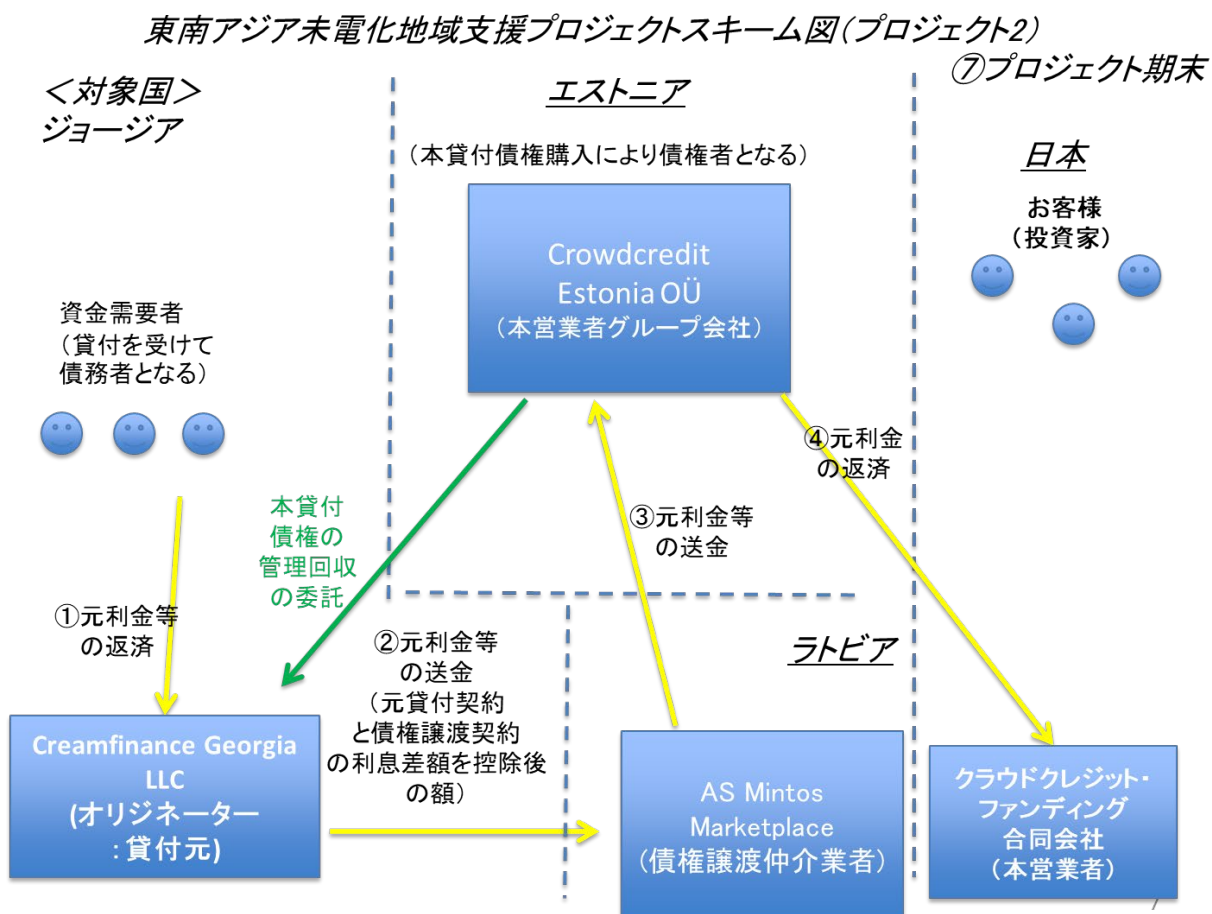 東南アジア未電化地域支援プロジェクトスキーム図(プロジェクト2)
⑦プロジェクト期末
＜対象国＞
ジョージア
エストニア
(本貸付債権購入により債権者となる)
日本
お客様
(投資家)
Crowdcredit
Estonia OÜ
(本営業者グループ会社)
資金需要者
(貸付を受けて
債務者となる)
④元利金
の返済
本貸付
債権の
管理回収
の委託
③元利金等
の送金
①元利金等
の返済
②元利金等
の送金
(元貸付契約
と債権譲渡契約
の利息差額を控除後
の額)
ラトビア
Creamfinance Georgia
LLC
(オリジネーター
:貸付元)
AS Mintos
Marketplace
(債権譲渡仲介業者)
クラウドクレジット・
ファンディング
合同会社
(本営業者)